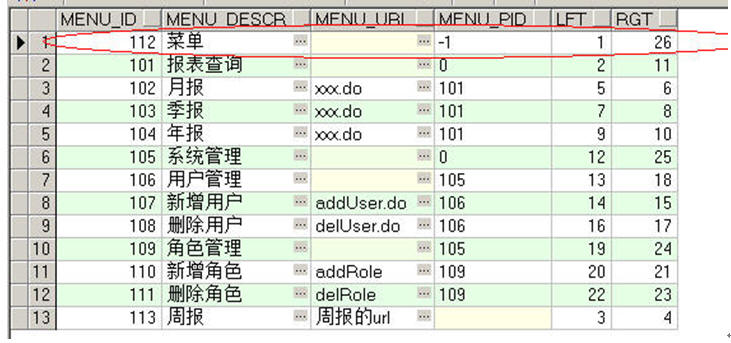 MENU_ID MENU_DESCR MENU_URL MENU_PID LFT RGT
1 112 菜单 -1 1 26
2 101 报表查询 0 2 11
3 102 月报 xxx.do 101 5 6
4 103 季报 xxx.do 101 7 8
5 104 年报 xxx.do 101 9 10
6 105 系统管理 0 12 25
7 106 用户管理 105 13 18
8 107 新增用户 addUser.do 106 14 15
9 108 删除用户 delUser.do 106 16 17
10 109 角色管理 105 19 24
11 110 新增角色 addRole 109 20 21
12 111 删除角色 delRole 109 22 23
13 113 周报 周报的url 3 4